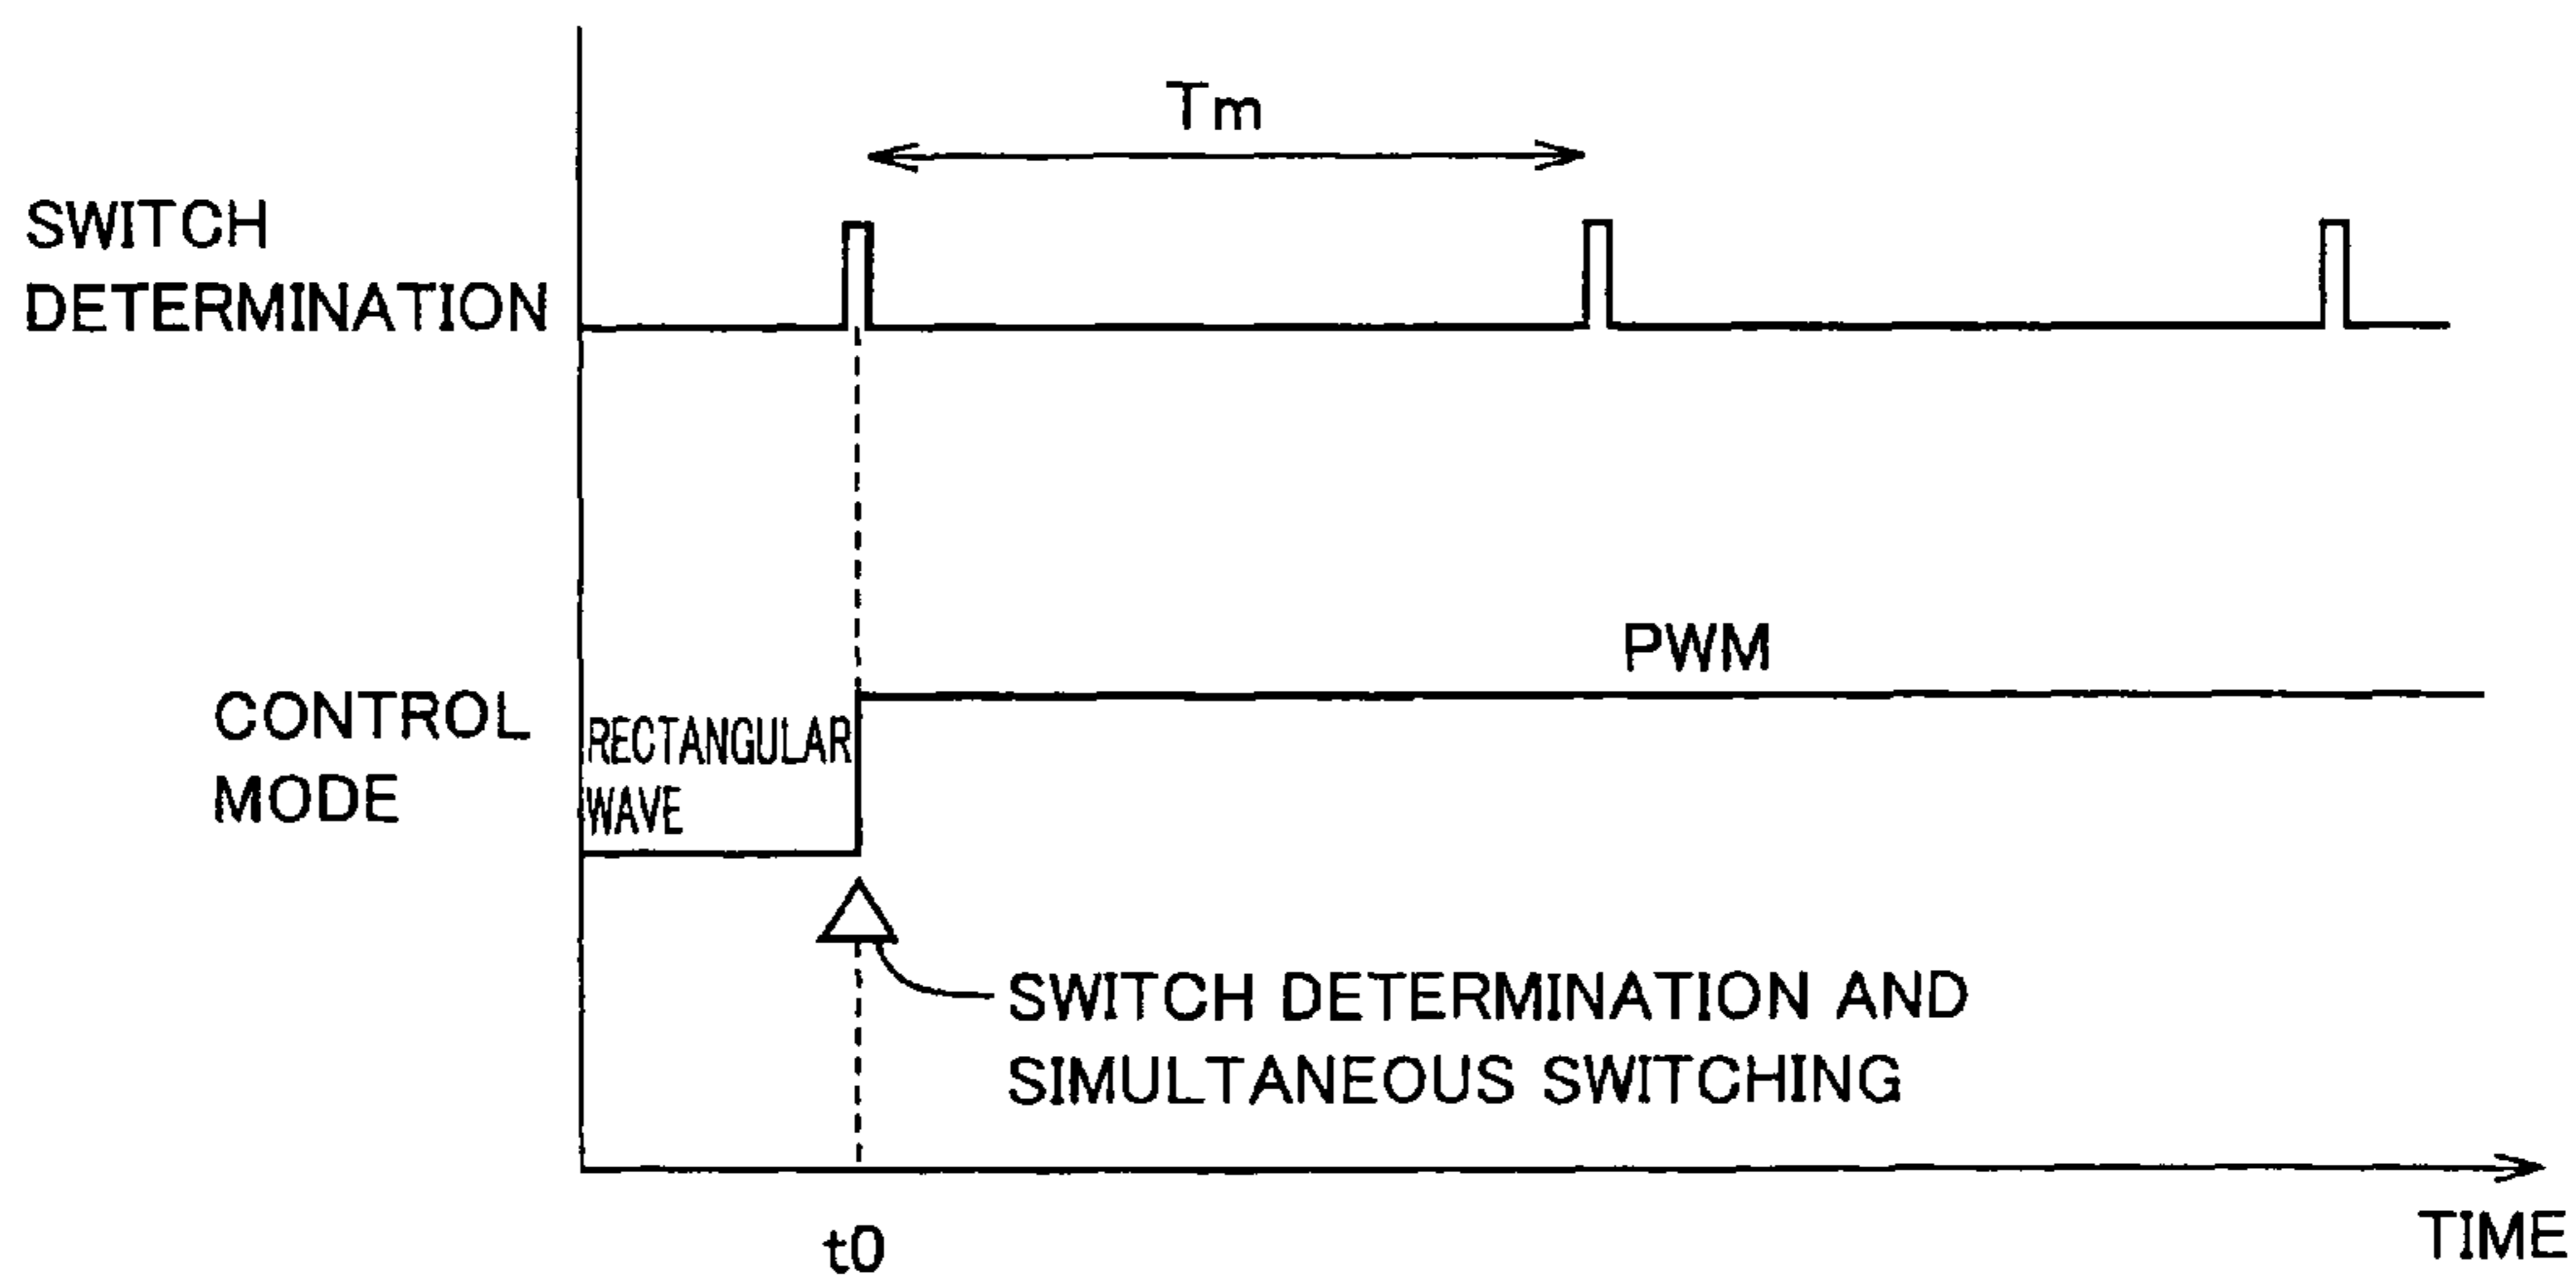 Tm
SWITCH
DETERMINATION
PWM
CONTROL
MODE
RECTANGULAR
WAVE
SWITCH DETERMINATION AND
SIMULTANEOUS SWITCHING
t0
TIME